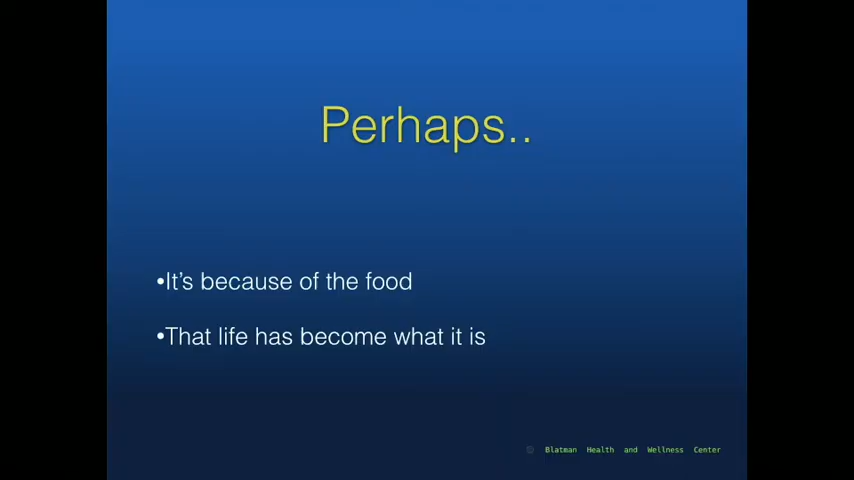 Perhaps..
•It's because of the food
•That life has become what it is
Blatman Health and Wellness Center